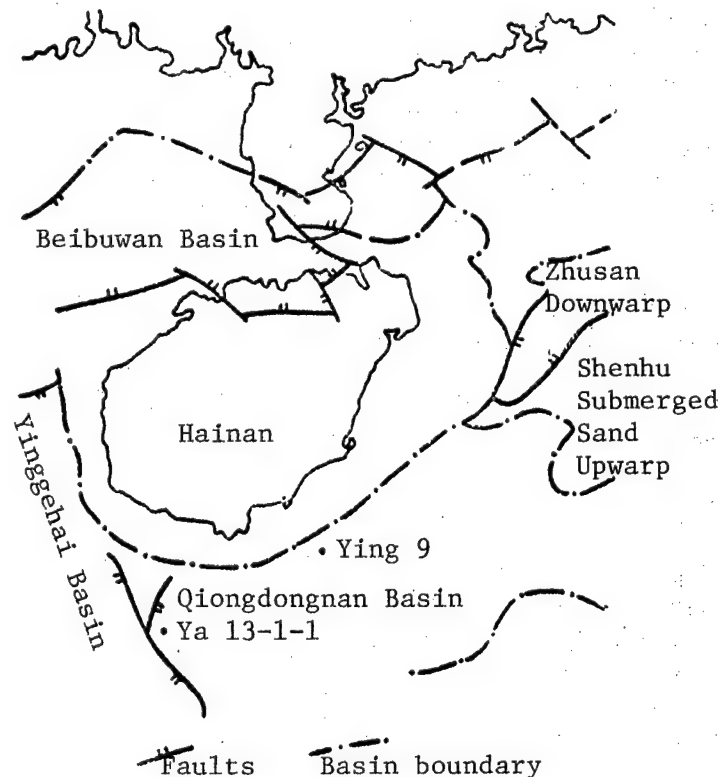 Beibuwan Basin
Zhusan
Downwarp
Shenhu
Submerged
Sand
Upwarp
Hainan
Yinggehai Basin
Ying 9
Qiongdongnan Basin
Ya 13-1-1
Faults
Basin boundary